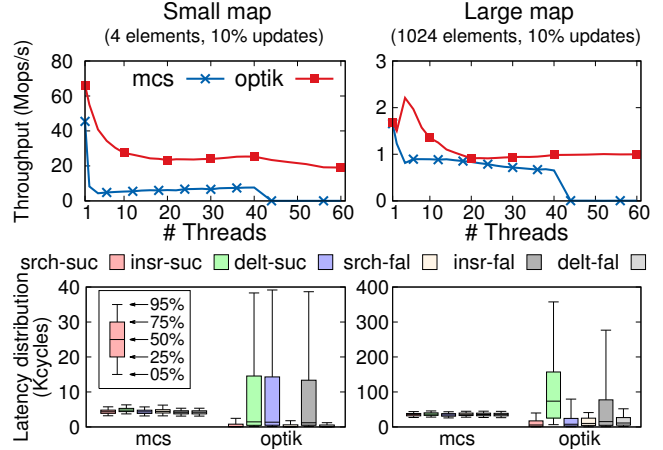 Small map
(4 elements, 10% updates)
Large map
(1024 elements, 10% updates)
Throughput (Mops/s)
80
60
40
20
0
mcs
optik
1 10 20 30 40 50 60
# Threads
3
2
1
0
1 10 20 30 40 50 60
# Threads
srch-suc insr-suc delt-suc srch-fal insr-fal delt-fal
Latency distribution
(Kcycles)
40
30
20
10
0
95%
75%
50%
25%
05%
mcs optik
400
300
200
100
0
mcs optik